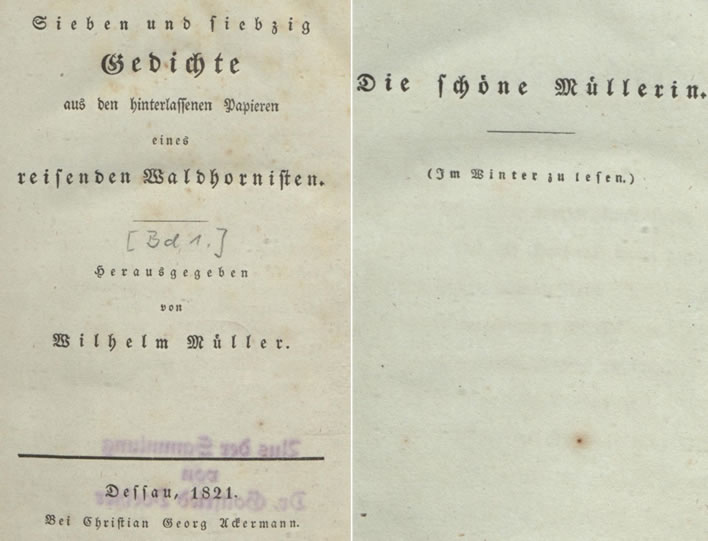 Sieben und siebzig
Gedichte
aus den hinterlassenen Papieren
eines
reisenden Waldhornisten.
[Bd. 1.]
Herausgegeben
von
Wilhelm Müller.
Aus der Sammlung
von
Dr.
Dessau, 1821.
Bei Christian Georg Ackermann.
Die schöne Müllerin.
(Im Winter zu lesen.)